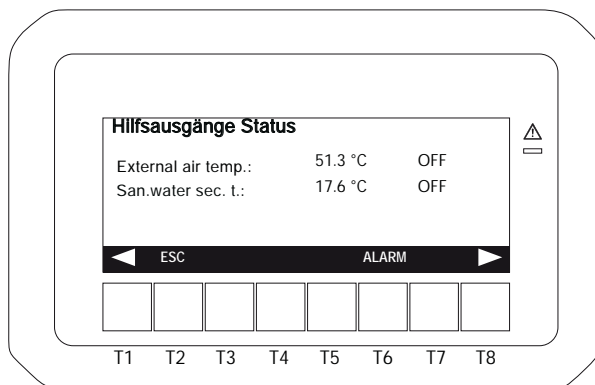 Hilfsausgänge Status
External air temp.: 51.3 °C OFF
San.water sec. t.: 17.6 °C OFF
ESC ALARM
T1 T2 T3 T4 T5 T6 T7 T8